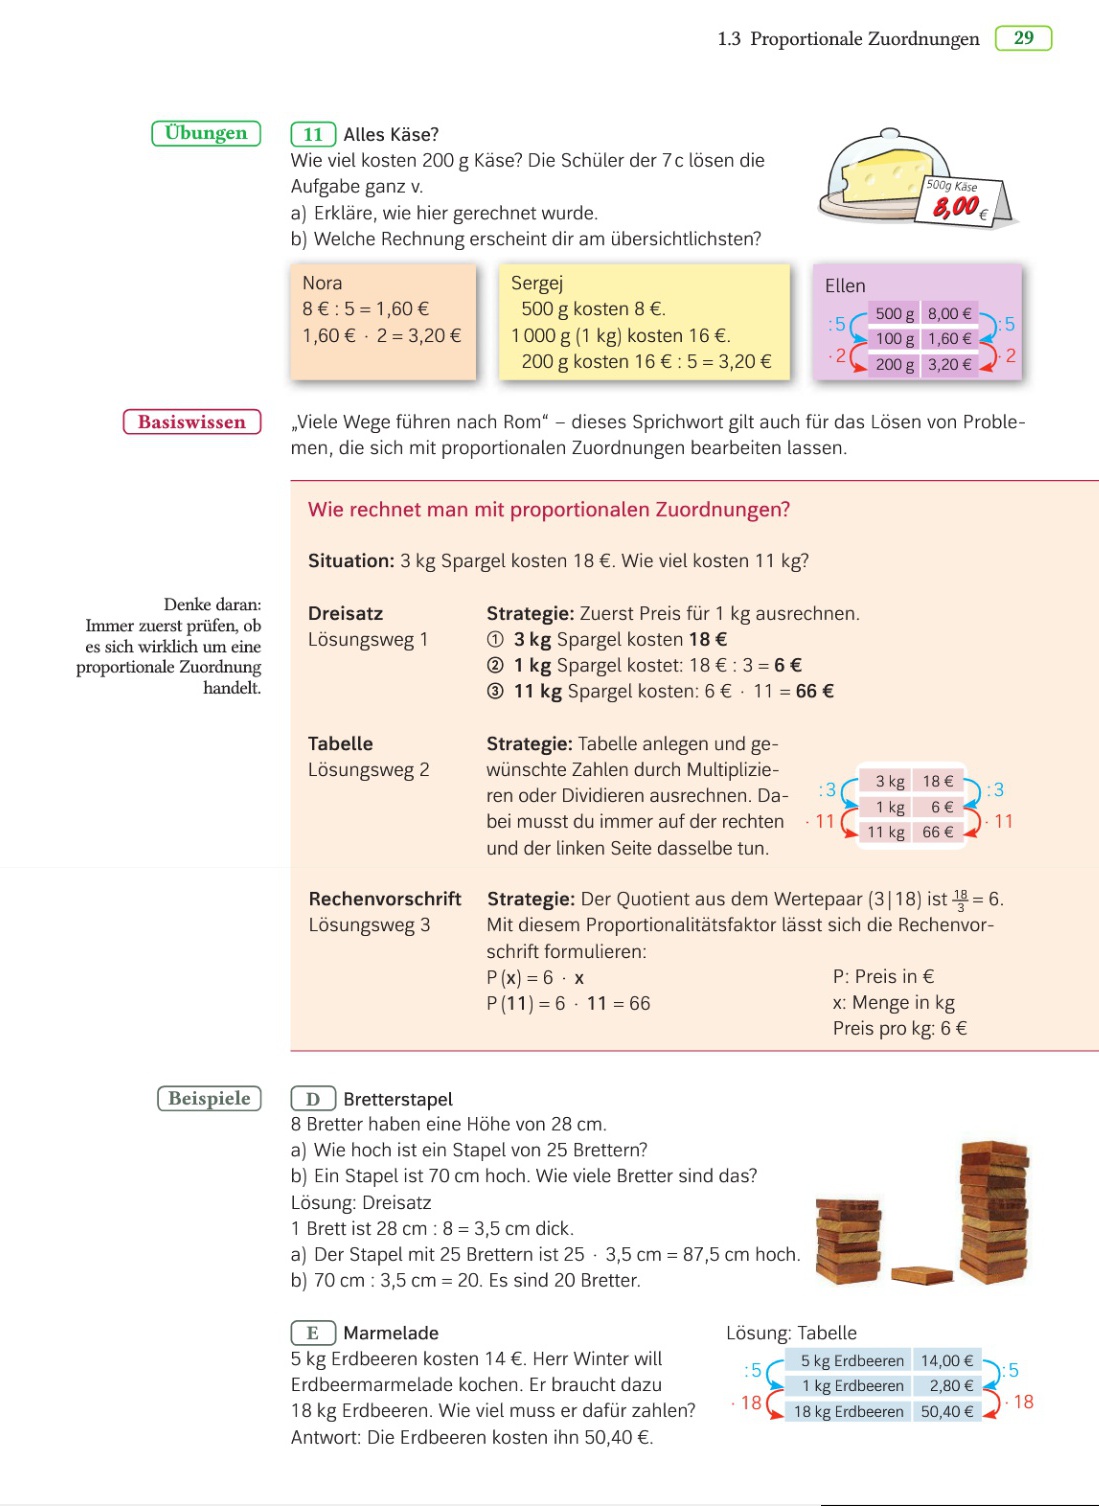 1.3 Proportionale Zuordnungen 29
Übungen
11 Alles Käse?
Wie viel kosten 200 g Käse? Die Schüler der 7 c lösen die
Aufgabe ganz v.
a) Erkläre, wie hier gerechnet wurde.
b) Welche Rechnung erscheint dir am übersichtlichsten?
500g Käse
8,00 €
Nora
8 € : 5 = 1,60 €
1,60 € · 2 = 3,20 €
Sergej
500 g kosten 8 €.
1 000 g (1 kg) kosten 16 €.
200 g kosten 16 € : 5 = 3,20 €
Ellen
:5 500 g 8,00 € :5
100 g 1,60 €
· 2 200 g 3,20 € · 2
Basiswissen
„Viele Wege führen nach Rom“ – dieses Sprichwort gilt auch für das Lösen von Proble-
men, die sich mit proportionalen Zuordnungen bearbeiten lassen.
Wie rechnet man mit proportionalen Zuordnungen?
Situation: 3 kg Spargel kosten 18 €. Wie viel kosten 11 kg?
Denke daran:
Immer zuerst prüfen, ob
es sich wirklich um eine
proportionale Zuordnung
handelt.
Dreisatz
Lösungsweg 1
Strategie: Zuerst Preis für 1 kg ausrechnen.
① 3 kg Spargel kosten 18 €
② 1 kg Spargel kostet: 18 € : 3 = 6 €
③ 11 kg Spargel kosten: 6 € · 11 = 66 €
Tabelle
Lösungsweg 2
Strategie: Tabelle anlegen und ge-
wünschte Zahlen durch Multiplizie-
ren oder Dividieren ausrechnen. Da-
bei musst du immer auf der rechten
und der linken Seite dasselbe tun.
:3 3 kg 18 € :3
1 kg 6 €
· 11 11 kg 66 € · 11
Rechenvorschrift
Lösungsweg 3
Strategie: Der Quotient aus dem Wertepaar (3 | 18) ist 18/3 = 6.
Mit diesem Proportionalitätsfaktor lässt sich die Rechenvor-
schrift formulieren:
P (x) = 6 · x
P (11) = 6 · 11 = 66
P: Preis in €
x: Menge in kg
Preis pro kg: 6 €
Beispiele
D Bretterstapel
8 Bretter haben eine Höhe von 28 cm.
a) Wie hoch ist ein Stapel von 25 Brettern?
b) Ein Stapel ist 70 cm hoch. Wie viele Bretter sind das?
Lösung: Dreisatz
1 Brett ist 28 cm : 8 = 3,5 cm dick.
a) Der Stapel mit 25 Brettern ist 25 · 3,5 cm = 87,5 cm hoch.
b) 70 cm : 3,5 cm = 20. Es sind 20 Bretter.
E Marmelade
5 kg Erdbeeren kosten 14 €. Herr Winter will
Erdbeermarmelade kochen. Er braucht dazu
18 kg Erdbeeren. Wie viel muss er dafür zahlen?
Antwort: Die Erdbeeren kosten ihn 50,40 €.
Lösung: Tabelle
:5 5 kg Erdbeeren 14,00 € :5
1 kg Erdbeeren 2,80 €
· 18 18 kg Erdbeeren 50,40 € · 18